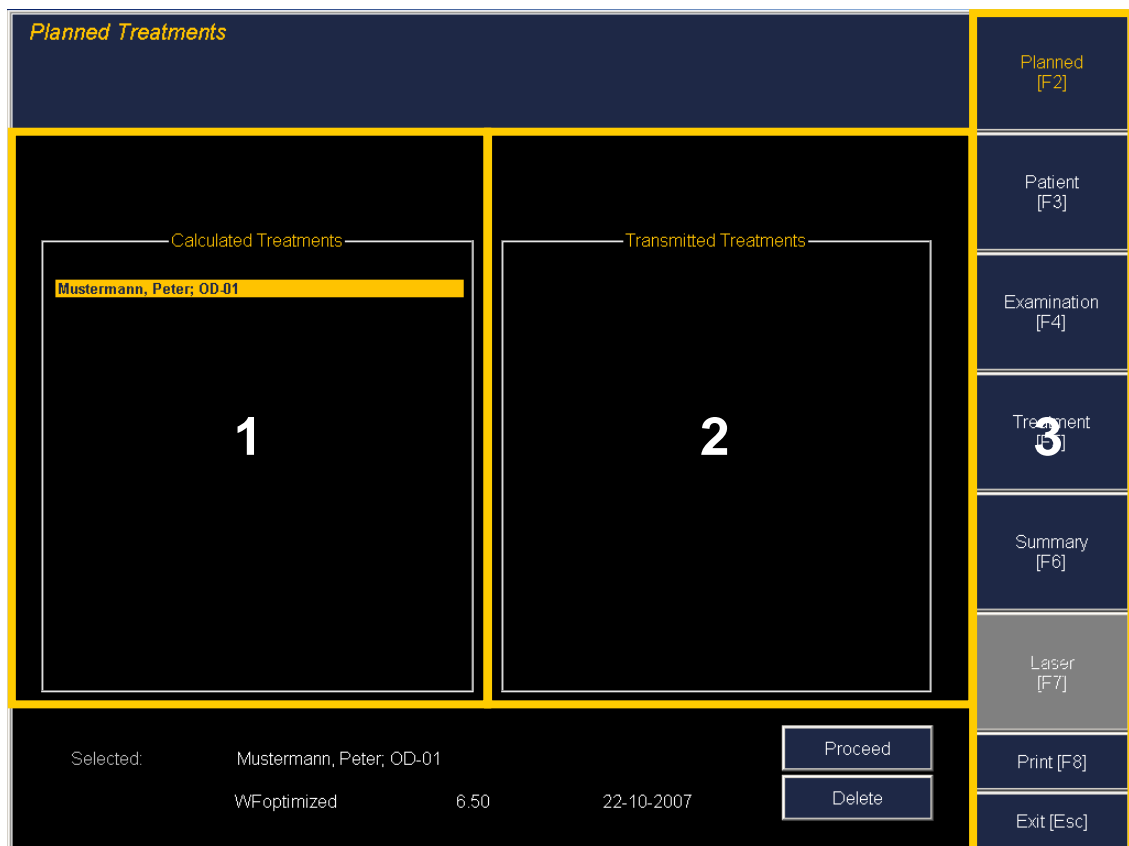 Planned Treatments
Planned
[F2]
Patient
[F3]
Calculated Treatments
Transmitted Treatments
Mustermann, Peter; OD-01
Examination
[F4]
1
2
Treatment
3
Summary
[F6]
Laser
[F7]
Selected:
Mustermann, Peter; OD-01
Proceed
WFoptimized
6.50
22-10-2007
Delete
Print [F8]
Exit [Esc]